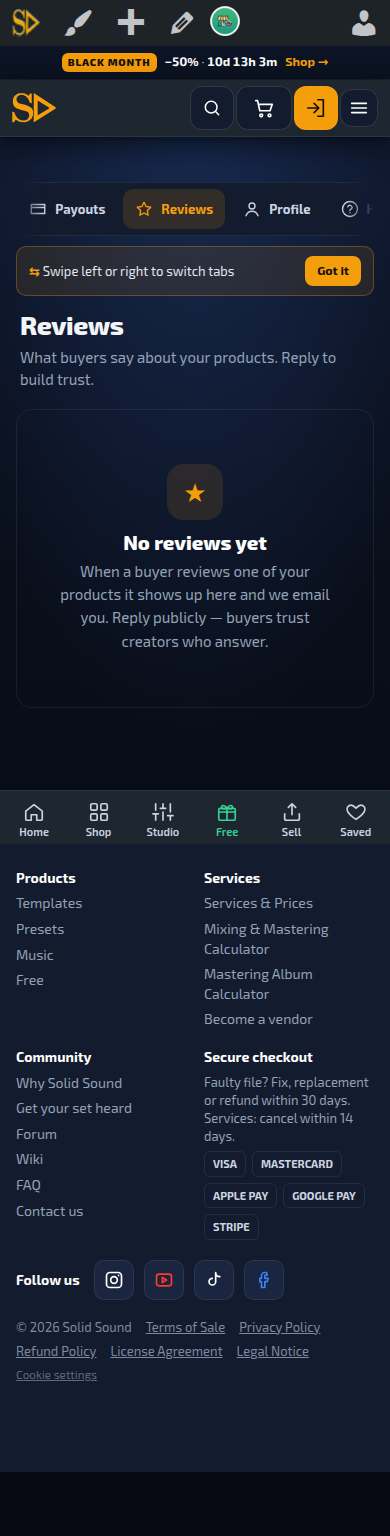 BLACK MONTH −50% · 10d 13h 3m Shop →
Payouts Reviews Profile
⇆ Swipe left or right to switch tabs Got it
Reviews
What buyers say about your products. Reply to
build trust.
No reviews yet
When a buyer reviews one of your
products it shows up here and we email
you. Reply publicly — buyers trust
creators who answer.
Home Shop Studio Free Sell Saved
Products
Templates
Presets
Music
Free
Services
Services & Prices
Mixing & Mastering
Calculator
Mastering Album
Calculator
Become a vendor
Community
Why Solid Sound
Get your set heard
Forum
Wiki
FAQ
Contact us
Secure checkout
Faulty file? Fix, replacement
or refund within 30 days.
Services: cancel within 14
days.
VISA MASTERCARD
APPLE PAY GOOGLE PAY
STRIPE
Follow us
© 2026 Solid Sound Terms of Sale Privacy Policy
Refund Policy License Agreement Legal Notice
Cookie settings